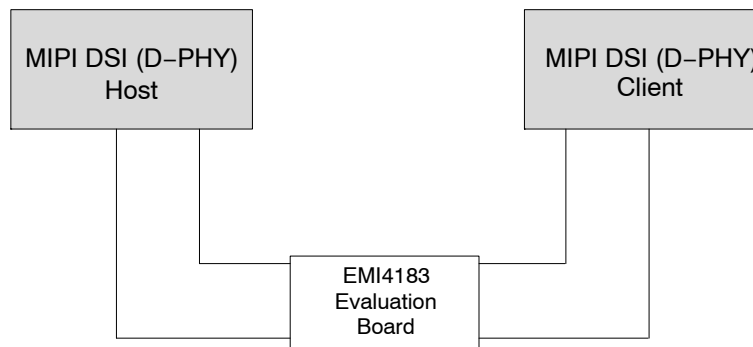 MIPI DSI (D−PHY)
Host
MIPI DSI (D−PHY)
Client
EMI4183
Evaluation
Board